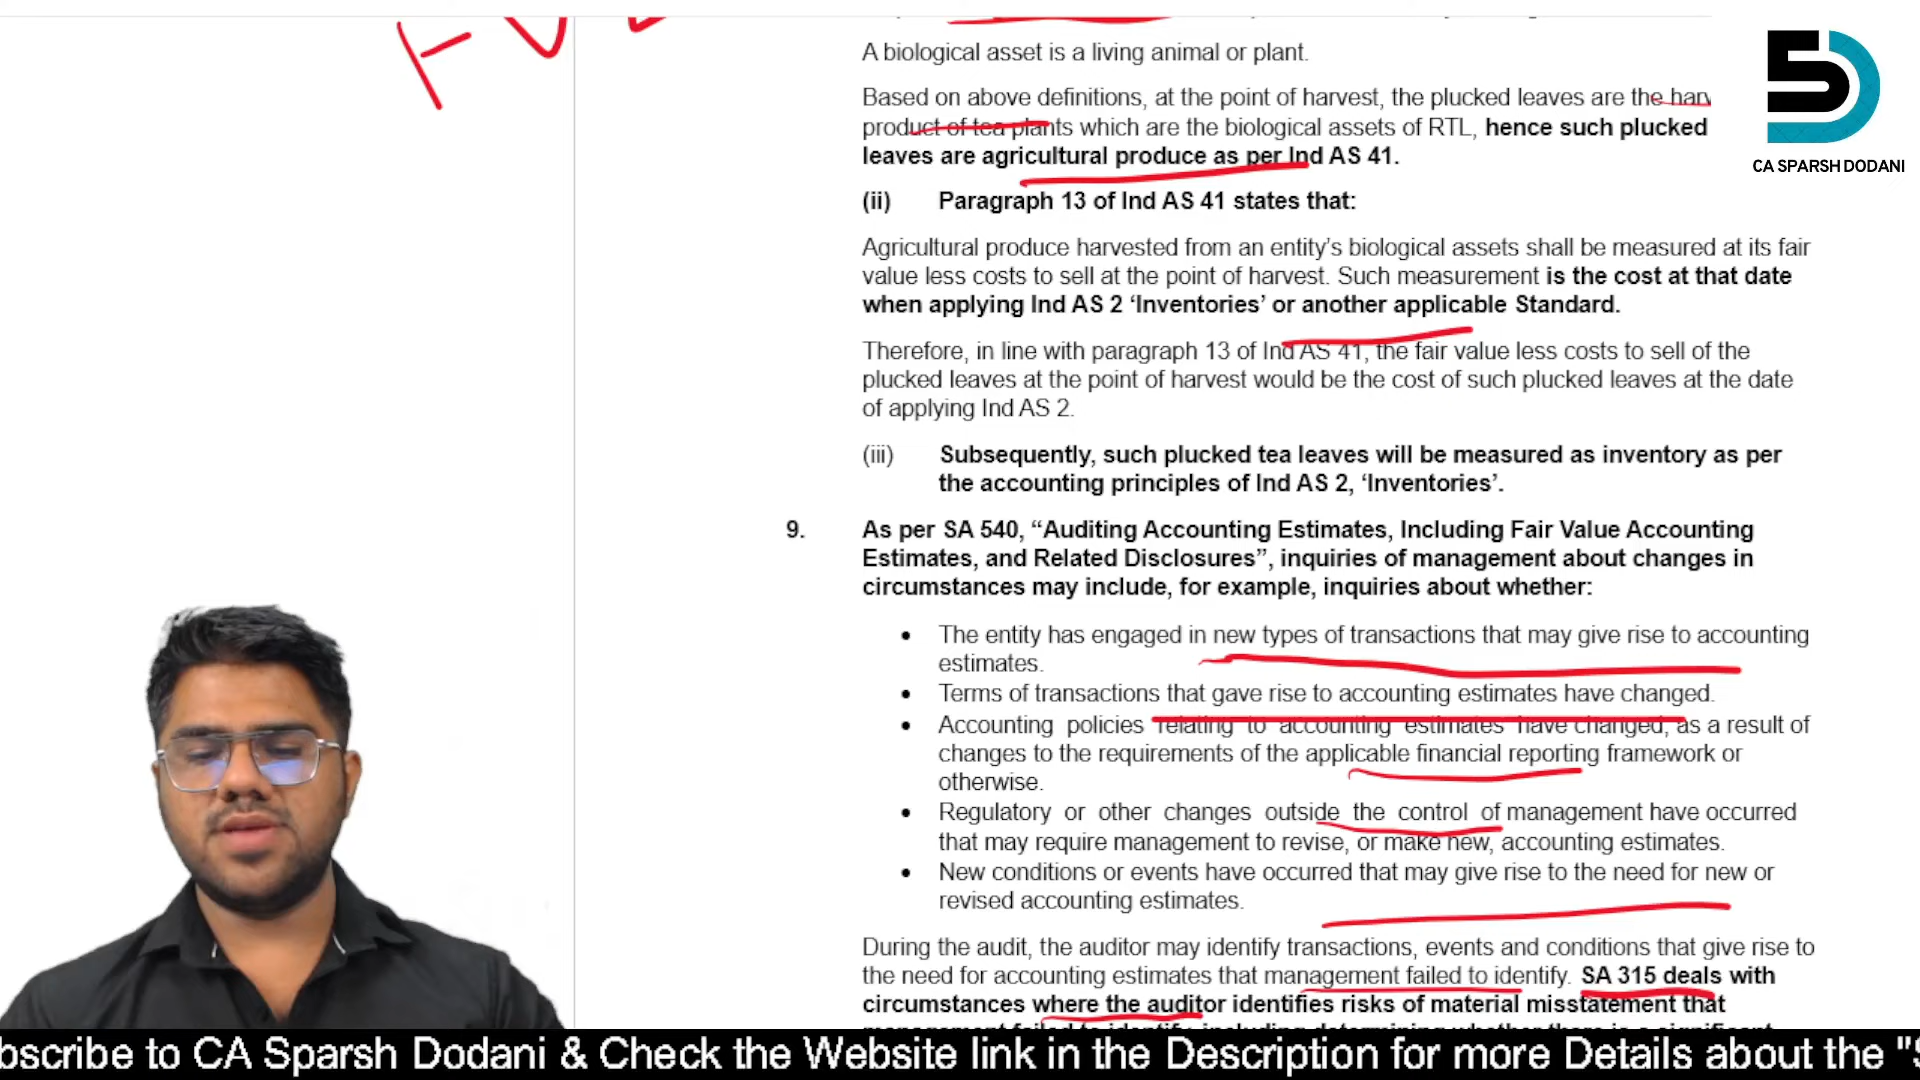 A biological asset is a living animal or plant.
Based on above definitions, at the point of harvest, the plucked leaves are the
product of tea plants which are the biological assets of RTL, hence such plucked
leaves are agricultural produce as per Ind AS 41.
(ii) Paragraph 13 of Ind AS 41 states that:
Agricultural produce harvested from an entity's biological assets shall be measured at its fair
value less costs to sell at the point of harvest. Such measurement is the cost at that date
when applying Ind AS 2 ‘Inventories’ or another applicable Standard.
Therefore, in line with paragraph 13 of Ind AS 41, the fair value less costs to sell of the
plucked leaves at the point of harvest would be the cost of such plucked leaves at the date
of applying Ind AS 2.
(iii) Subsequently, such plucked tea leaves will be measured as inventory as per
the accounting principles of Ind AS 2, ‘Inventories’.
9. As per SA 540, “Auditing Accounting Estimates, Including Fair Value Accounting
Estimates, and Related Disclosures”, inquiries of management about changes in
circumstances may include, for example, inquiries about whether:
• The entity has engaged in new types of transactions that may give rise to accounting
estimates.
• Terms of transactions that gave rise to accounting estimates have changed.
• Accounting policies relating to accounting estimates have changed, as a result of
changes to the requirements of the applicable financial reporting framework or
otherwise.
• Regulatory or other changes outside the control of management have occurred
that may require management to revise, or make new, accounting estimates.
• New conditions or events have occurred that may give rise to the need for new or
revised accounting estimates.
During the audit, the auditor may identify transactions, events and conditions that give rise to
the need for accounting estimates that management failed to identify. SA 315 deals with
circumstances where the auditor identifies risks of material misstatement that
5D
CA SPARSH DODANI
bscribe to CA Sparsh Dodani & Check the Website link in the Description for more Details about the "S